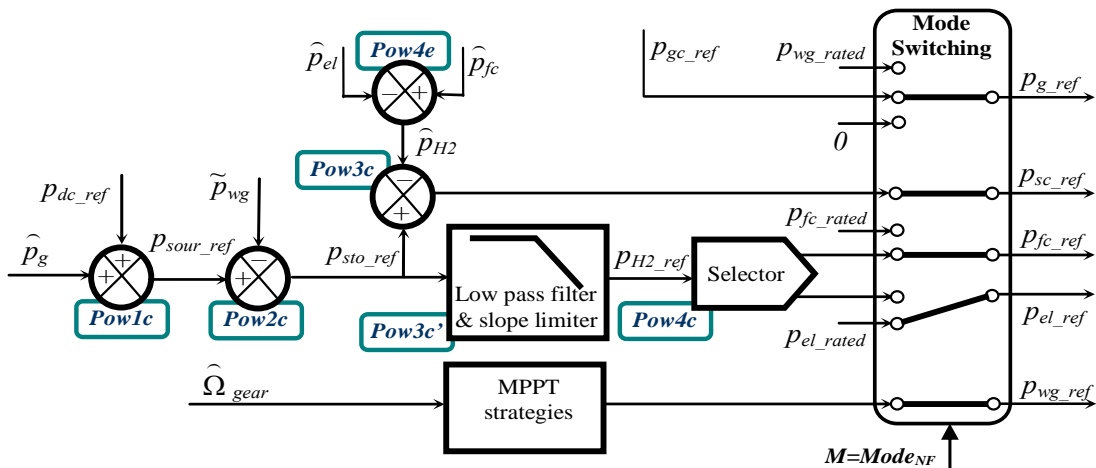 Mode
Switching
p̂el
Pow4e
p̂fc
pgc_ref
pwg_rated
pg_ref
0
p̂H2
Pow3c
psc_ref
pdc_ref
p̃wg
pfc_rated
pfc_ref
p̂g
psour_ref
psto_ref
Low pass filter
& slope limiter
pH2_ref
Selector
Pow1c
Pow2c
Pow3c’
Pow4c
pel_rated
pel_ref
Ω̂ gear
MPPT
strategies
pwg_ref
M=ModeNF